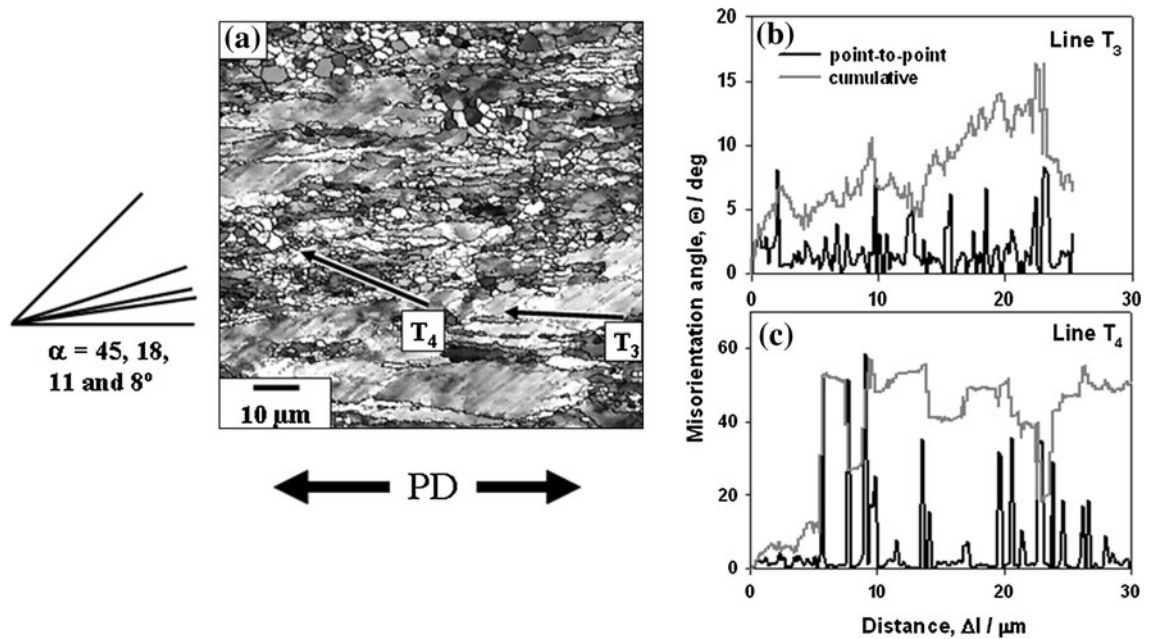 α = 45, 18,
11 and 8º
(a)
T4
T3
10 µm
PD
(b)
Line T3
point-to-point
cumulative
20
15
10
5
0
0 10 20 30
(c)
Line T4
60
40
20
0
0 10 20 30
Misorientation angle, Θ / deg
Distance, Δl / µm